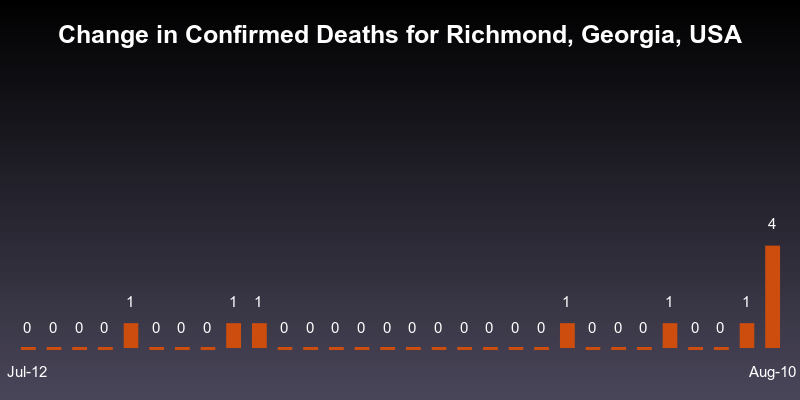 Change in Confirmed Deaths for Richmond, Georgia, USA
4
1 1 1 1 1 1
0 0 0 0 0 0 0 0 0 0 0 0 0 0 0 0 0 0 0 0 0 0 0
Jul-12 Aug-10